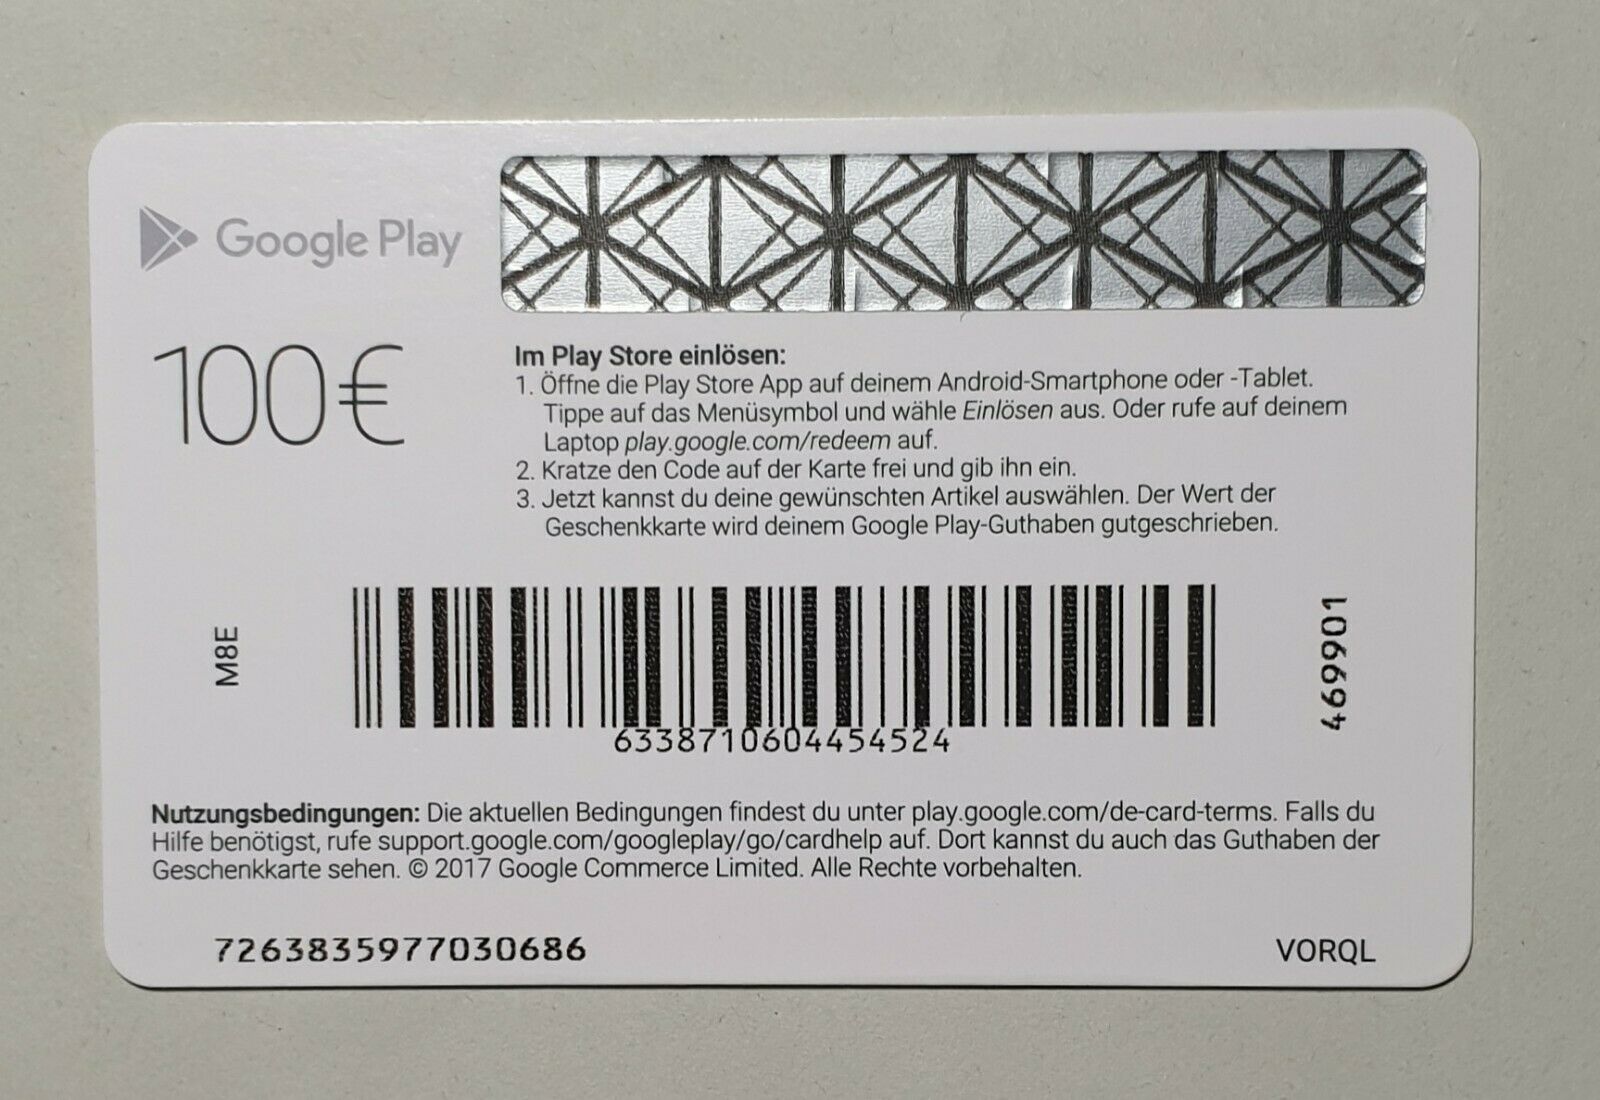 Google Play
100€
Im Play Store einlösen:
1. Öffne die Play Store App auf deinem Android-Smartphone oder -Tablet.
Tippe auf das Menüsymbol und wähle Einlösen aus. Oder rufe auf deinem
Laptop play.google.com/redeem auf.
2. Kratze den Code auf der Karte frei und gib ihn ein.
3. Jetzt kannst du deine gewünschten Artikel auswählen. Der Wert der
Geschenkkarte wird deinem Google Play-Guthaben gutgeschrieben.
M8E
6338710604454524
469901
Nutzungsbedingungen: Die aktuellen Bedingungen findest du unter play.google.com/de-card-terms. Falls du
Hilfe benötigst, rufe support.google.com/googleplay/go/cardhelp auf. Dort kannst du auch das Guthaben der
Geschenkkarte sehen. © 2017 Google Commerce Limited. Alle Rechte vorbehalten.
7263835977030686
VORQL